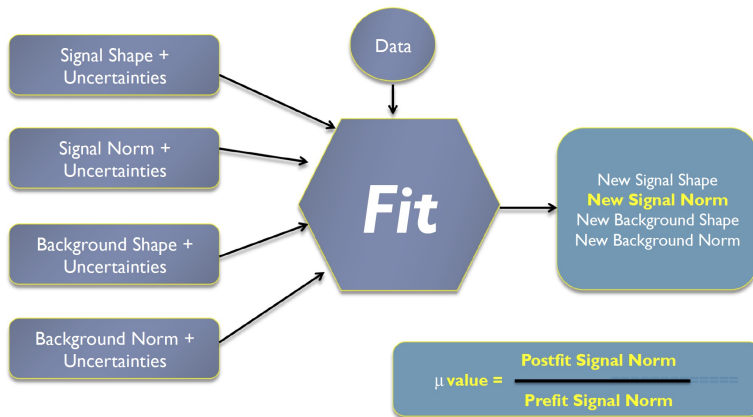 Signal Shape +
Uncertainties
Data
Signal Norm +
Uncertainties
Background Shape +
Uncertainties
Background Norm +
Uncertainties
Fit
New Signal Shape
New Signal Norm
New Background Shape
New Background Norm
μ value =
Postfit Signal Norm
Prefit Signal Norm